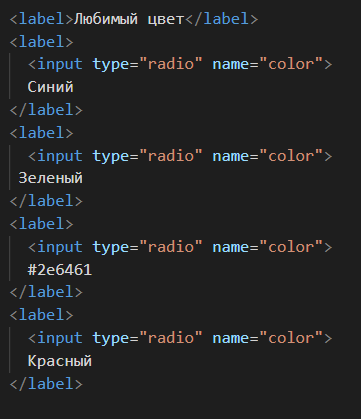 <label>Любимый цвет</label>
<label>
<input type="radio" name="color">
Синий
</label>
<label>
<input type="radio" name="color">
Зеленый
</label>
<label>
<input type="radio" name="color">
#2e6461
</label>
<label>
<input type="radio" name="color">
Красный
</label>